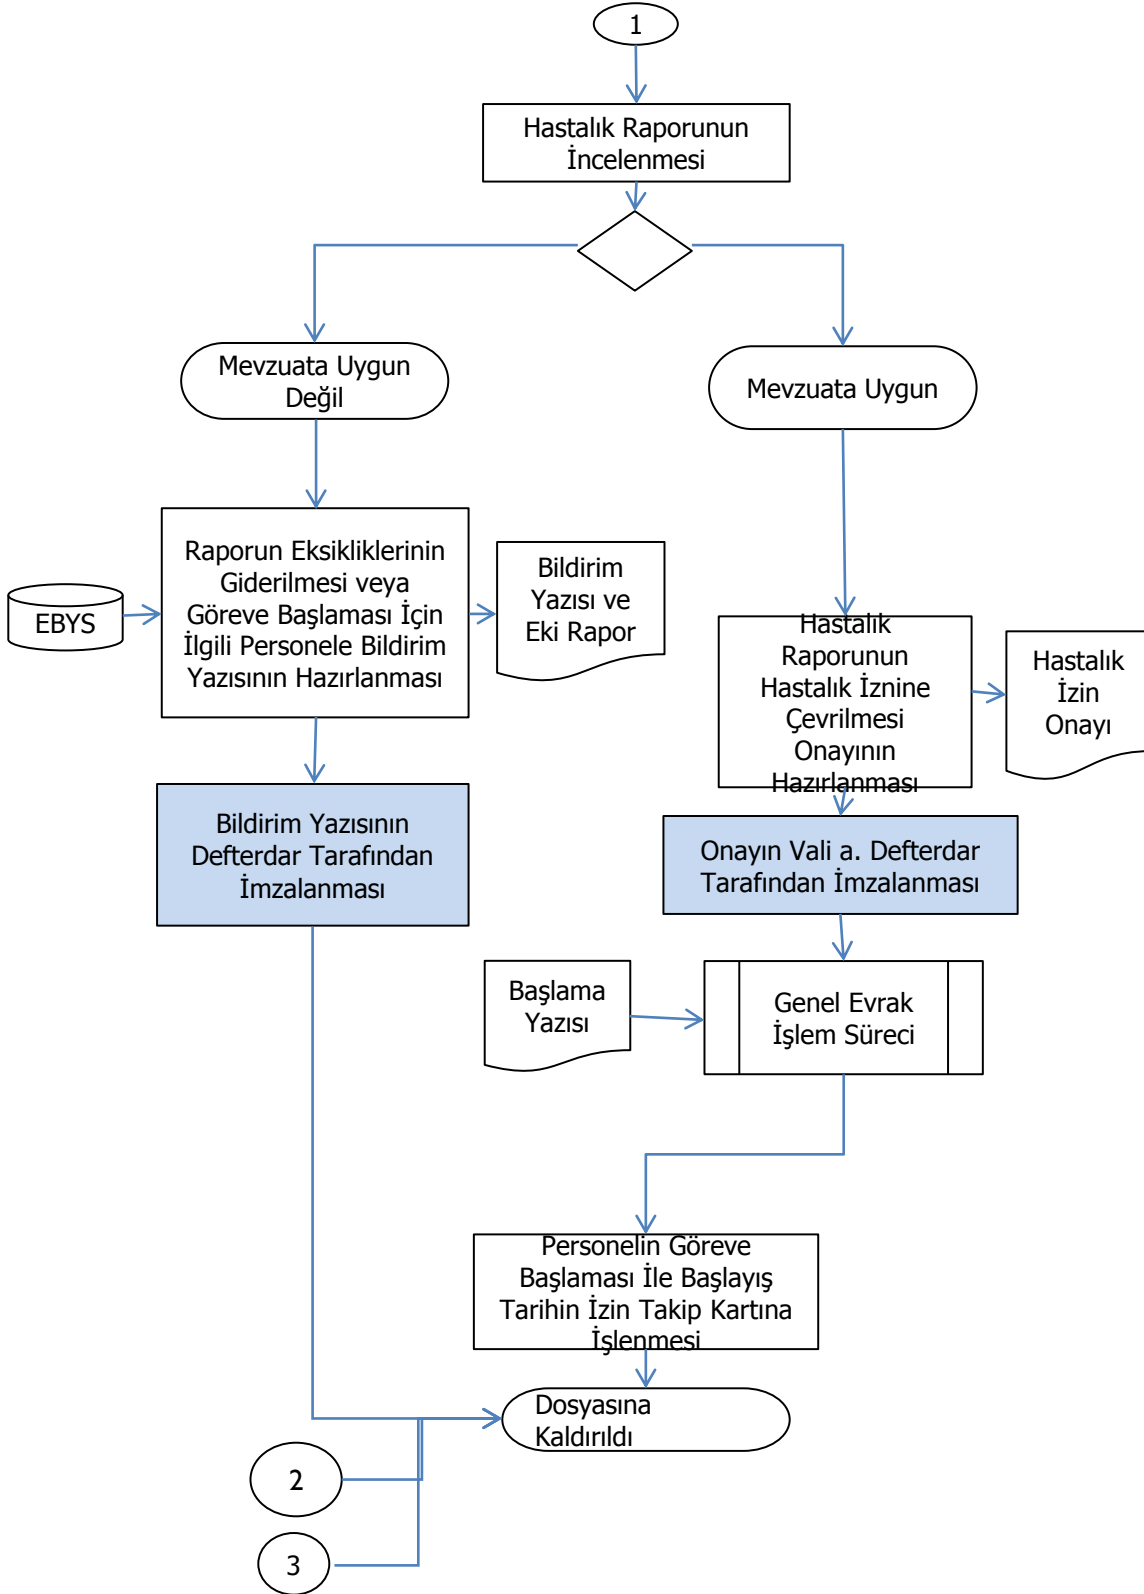 1
Hastalık Raporunun
İncelenmesi
Mevzuata Uygun
Değil
Mevzuata Uygun
Raporun Eksikliklerinin
Giderilmesi veya
Göreve Başlaması İçin
İlgili Personele Bildirim
Yazısının Hazırlanması
EBYS
Bildirim
Yazısı ve
Eki Rapor
Hastalık
Raporunun
Hastalık İznine
Çevrilmesi
Onayının
Hazırlanması
Hastalık
İzin
Onayı
Bildirim Yazısının
Defterdar Tarafından
İmzalanması
Onayın Vali a. Defterdar
Tarafından İmzalanması
Başlama
Yazısı
Genel Evrak
İşlem Süreci
Personelin Göreve
Başlaması İle Başlayış
Tarihin İzin Takip Kartına
İşlenmesi
Dosyasına
Kaldırıldı
2
3